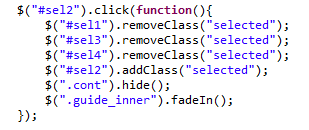 $("#sel2").click(function(){
    $("#sel1").removeClass("selected");
    $("#sel3").removeClass("selected");
    $("#sel4").removeClass("selected");
    $("#sel2").addClass("selected");
    $(".cont").hide();
    $(".guide_inner").fadeIn();
});